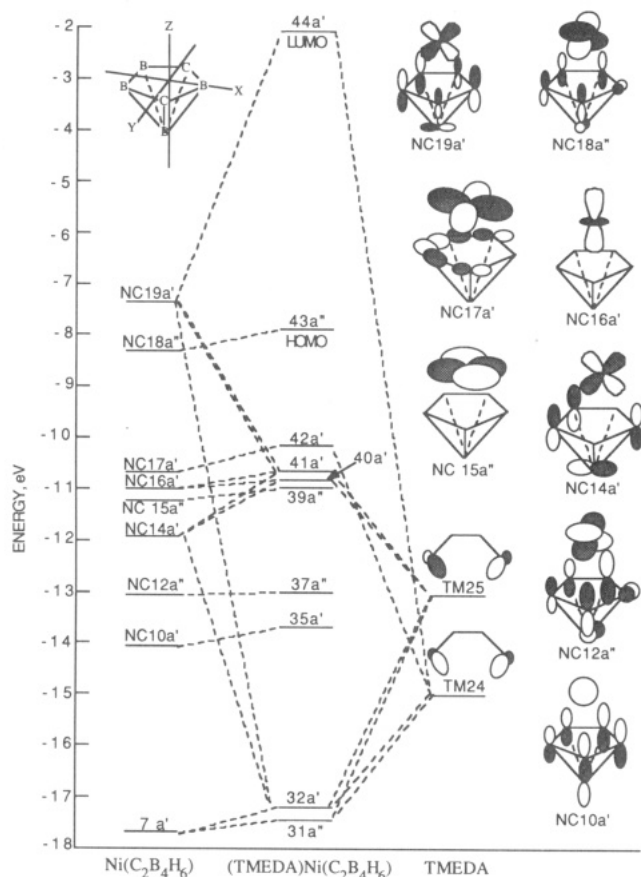 ENERGY, eV
-2
-3
-4
-5
-6
-7
-8
-9
-10
-11
-12
-13
-14
-15
-16
-17
-18
Z
B
C
B
B
C
X
Y
44a'
LUMO
NC19a'
NC18a"
43a"
HOMO
NC17a'
NC16a'
NC 15a"
NC14a'
42a'
41a'
40a'
39a"
NC12a"
37a"
NC10a'
35a'
TM25
TM24
7 a'
32a'
31a"
NC19a'
NC18a"
NC17a'
NC16a'
NC 15a"
NC14a'
NC12a"
NC10a'
Ni(C2B4H6)
(TMEDA)Ni(C2B4H6)
TMEDA